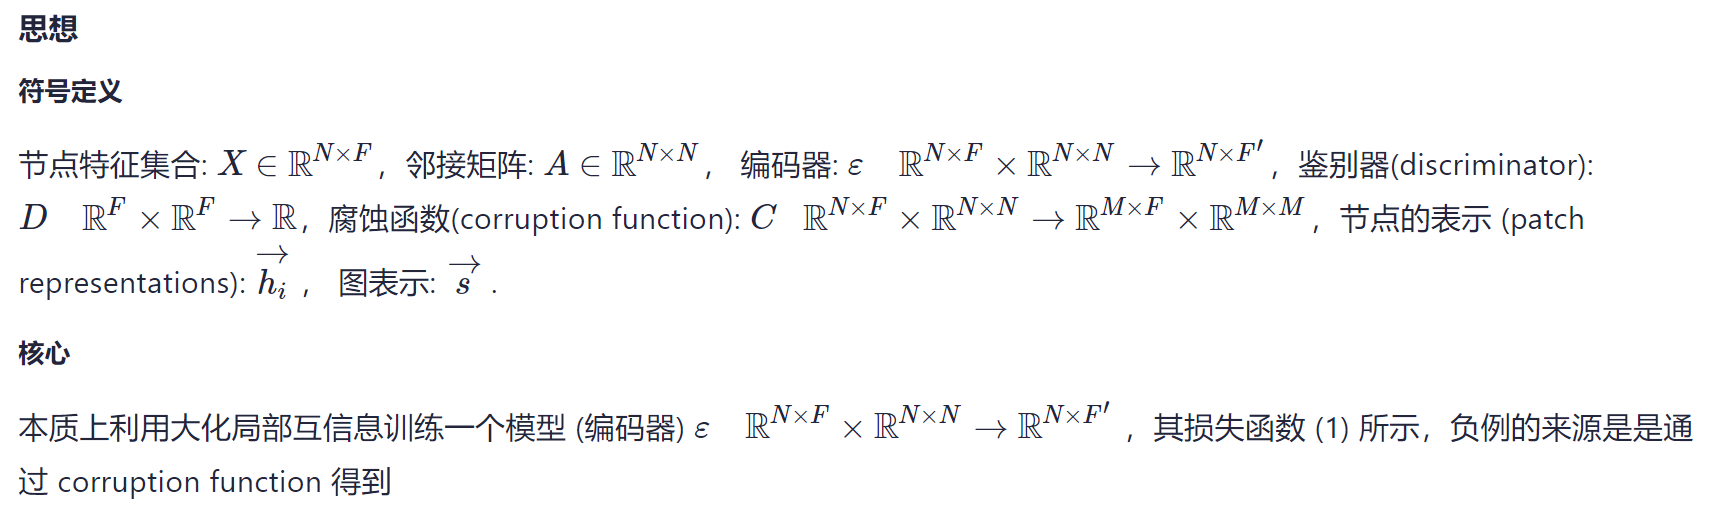 思想
符号定义
节点特征集合: $X \in \mathbb{R}^{N \times F}$，邻接矩阵: $A \in \mathbb{R}^{N \times N}$， 编码器: $\varepsilon \quad \mathbb{R}^{N \times F} \times \mathbb{R}^{N \times N} \rightarrow \mathbb{R}^{N \times F'}$，鉴别器(discriminator):
$D \quad \mathbb{R}^{F} \times \mathbb{R}^{F} \rightarrow \mathbb{R}$，腐蚀函数(corruption function): $C \quad \mathbb{R}^{N \times F} \times \mathbb{R}^{N \times N} \rightarrow \mathbb{R}^{M \times F} \times \mathbb{R}^{M \times M}$，节点的表示 (patch
representations): $\overrightarrow{h_i}$， 图表示: $\overrightarrow{s}$ .
核心
本质上利用大化局部互信息训练一个模型 (编码器) $\varepsilon \quad \mathbb{R}^{N \times F} \times \mathbb{R}^{N \times N} \rightarrow \mathbb{R}^{N \times F'}$ ，其损失函数 (1) 所示，负例的来源是是通
过 corruption function 得到